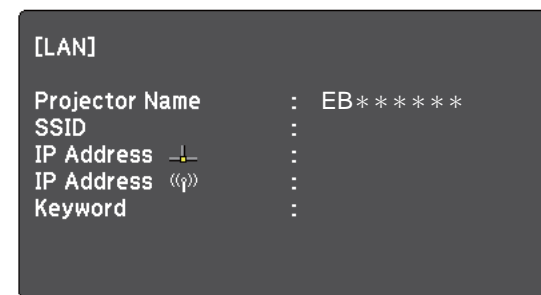 [LAN]
Projector Name : EB＊＊＊＊＊＊
SSID :
IP Address :
IP Address :
Keyword :